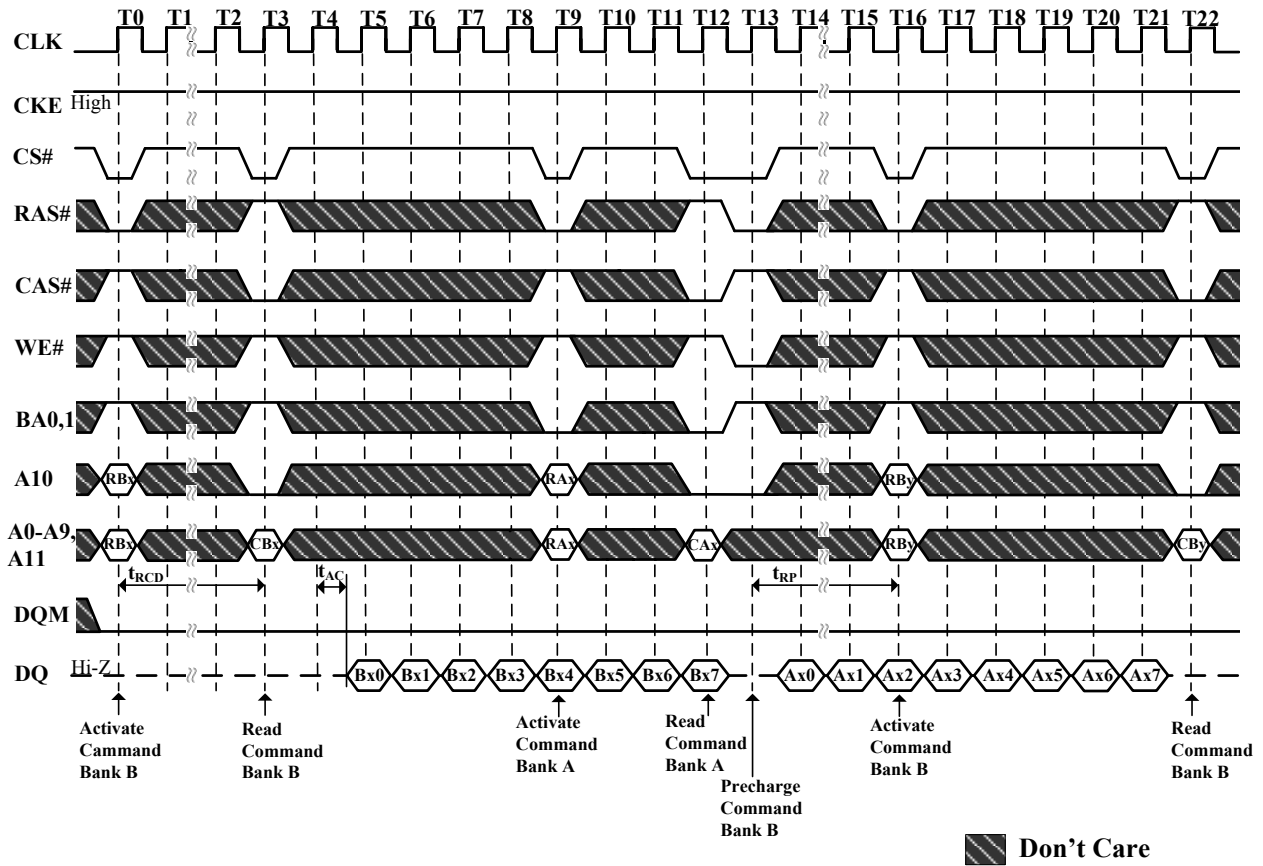 T0 T1 T2 T3 T4 T5 T6 T7 T8 T9 T10 T11 T12 T13 T14 T15 T16 T17 T18 T19 T20 T21 T22
CLK
CKE High
CS#
RAS#
CAS#
WE#
BA0,1
A10 RBx RAx RBy
A0-A9,
A11 RBx CBx RAx CAx RBy CBy
tRCD tAC tRP
DQM
DQ Hi-Z Bx0 Bx1 Bx2 Bx3 Bx4 Bx5 Bx6 Bx7 Ax0 Ax1 Ax2 Ax3 Ax4 Ax5 Ax6 Ax7
Activate
Cammand
Bank B
Read
Command
Bank B
Activate
Command
Bank A
Read
Command
Bank A
Precharge
Command
Bank B
Activate
Command
Bank B
Read
Command
Bank B
Don't Care